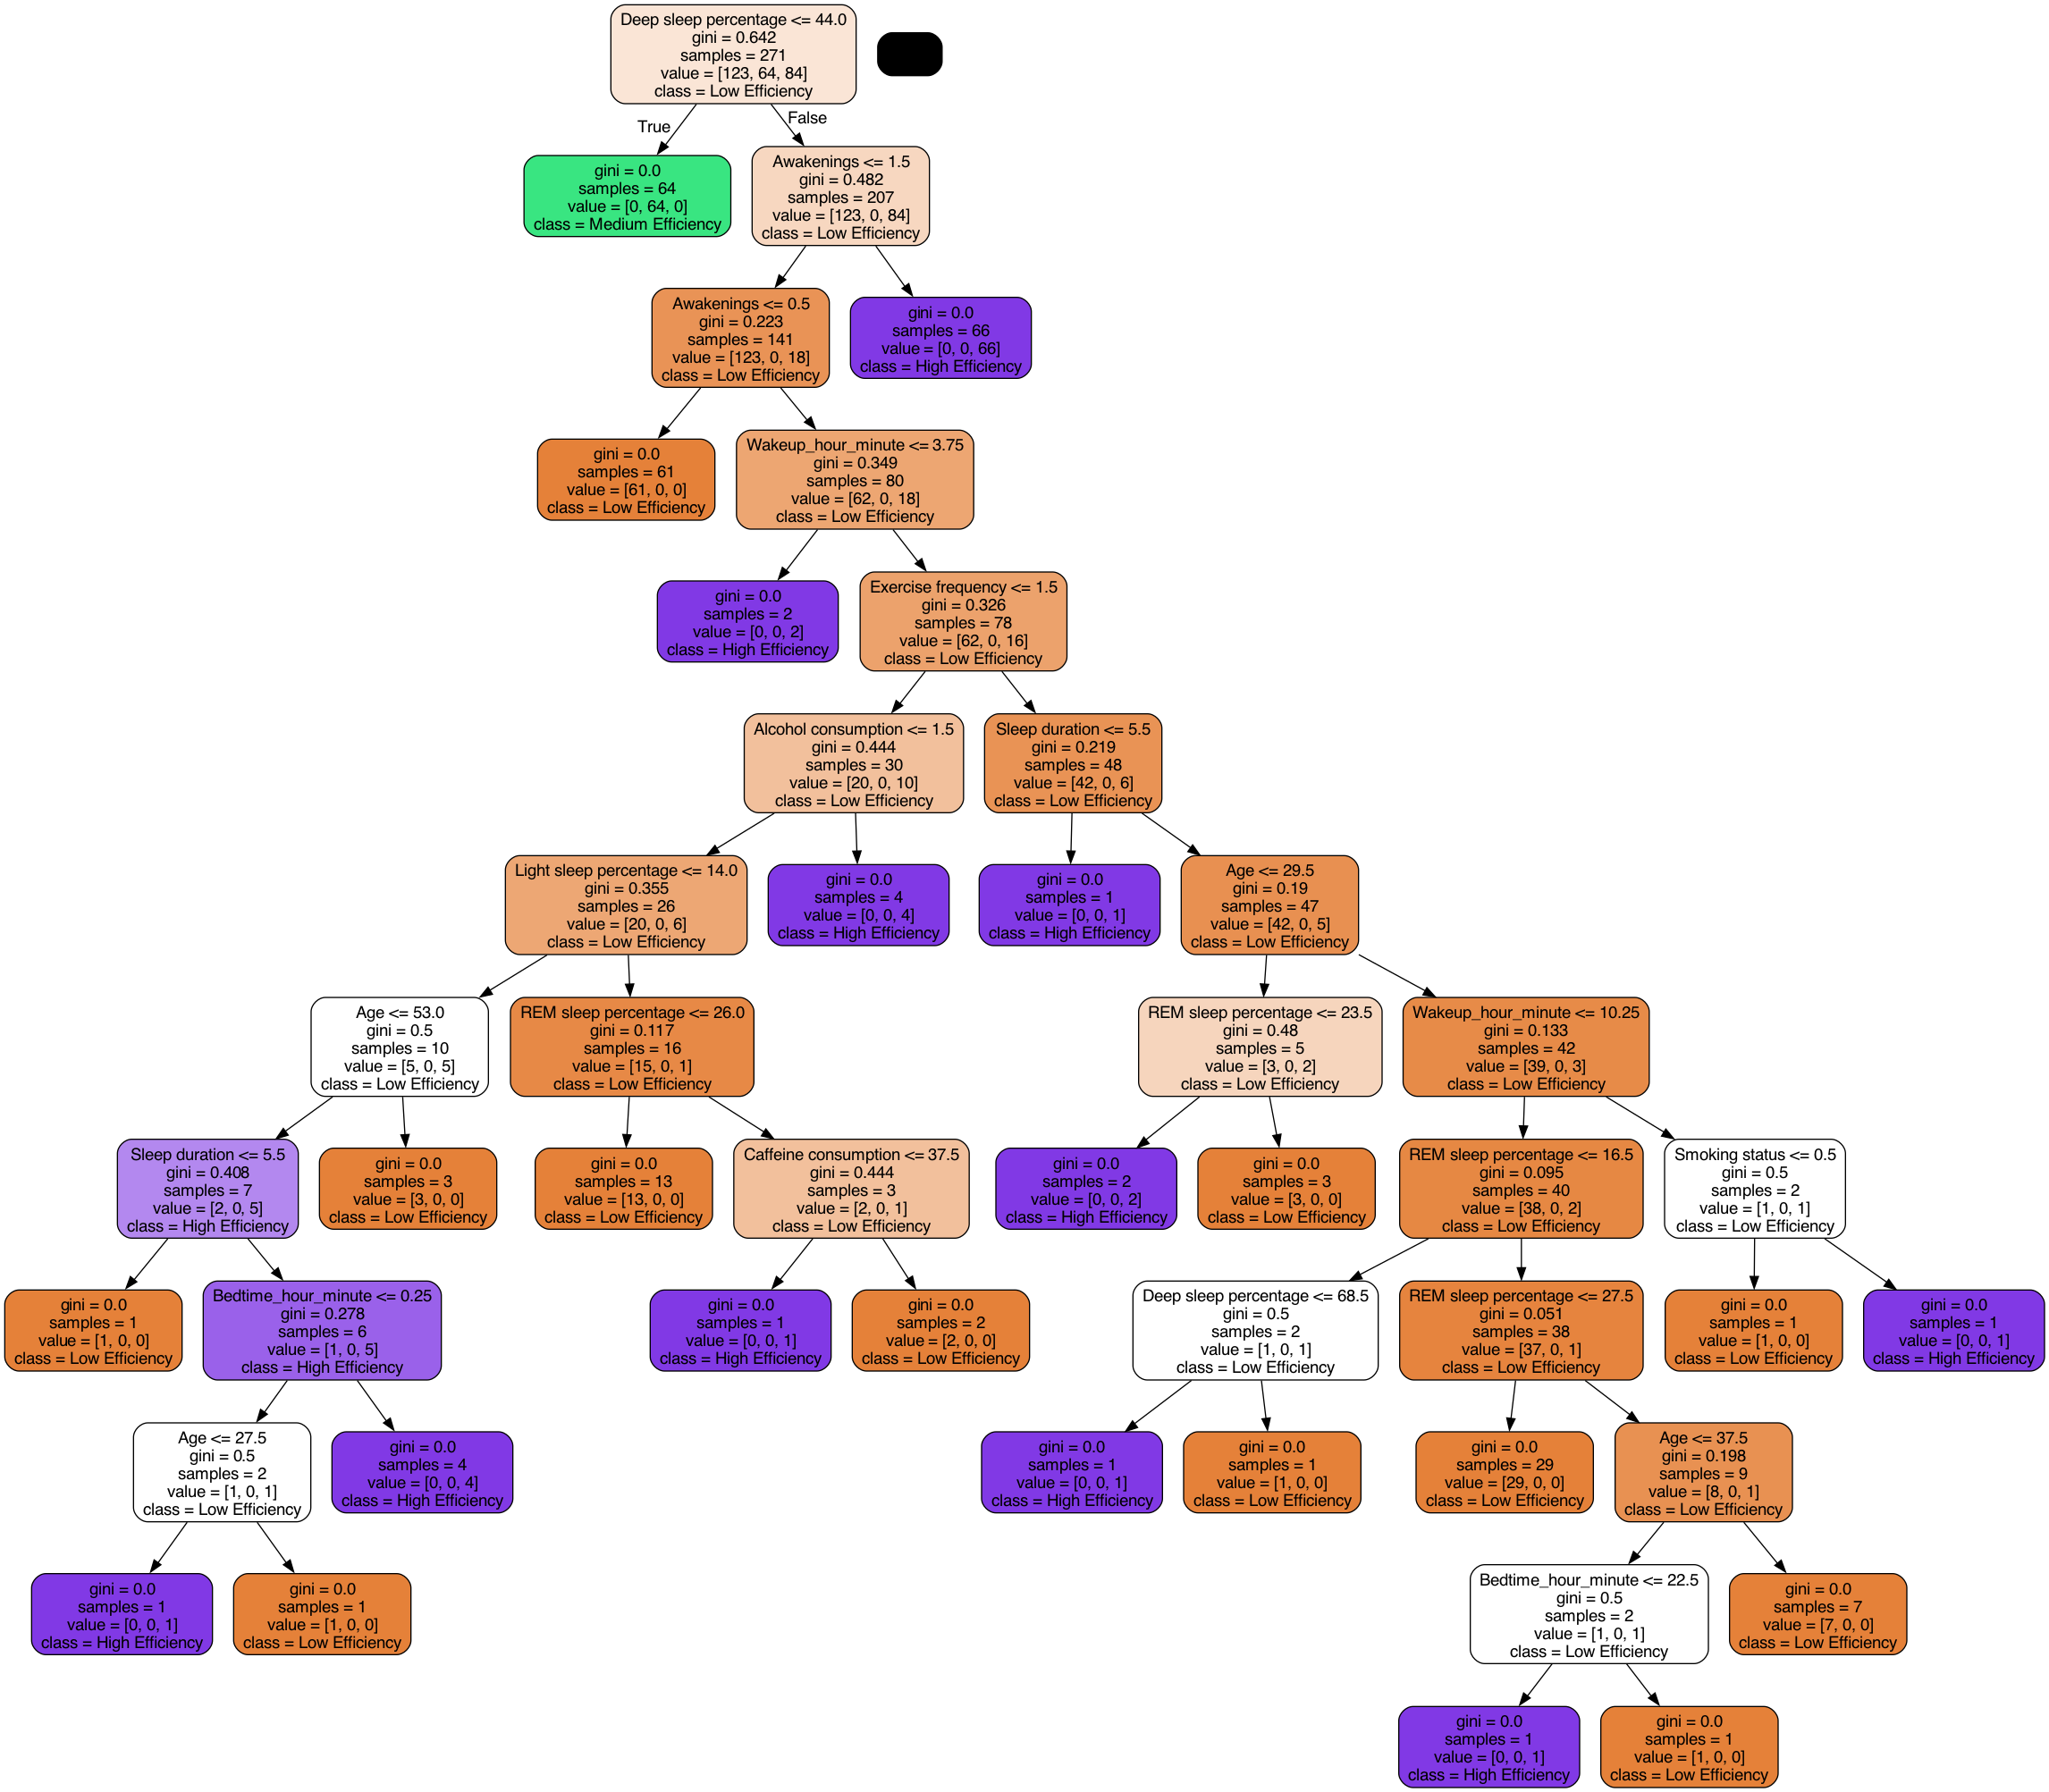 Deep sleep percentage <= 44.0
gini = 0.642
samples = 271
value = [123, 64, 84]
class = Low Efficiency
True
False
gini = 0.0
samples = 64
value = [0, 64, 0]
class = Medium Efficiency
Awakenings <= 1.5
gini = 0.482
samples = 207
value = [123, 0, 84]
class = Low Efficiency
Awakenings <= 0.5
gini = 0.223
samples = 141
value = [123, 0, 18]
class = Low Efficiency
gini = 0.0
samples = 66
value = [0, 0, 66]
class = High Efficiency
gini = 0.0
samples = 61
value = [61, 0, 0]
class = Low Efficiency
Wakeup_hour_minute <= 3.75
gini = 0.349
samples = 80
value = [62, 0, 18]
class = Low Efficiency
gini = 0.0
samples = 2
value = [0, 0, 2]
class = High Efficiency
Exercise frequency <= 1.5
gini = 0.326
samples = 78
value = [62, 0, 16]
class = Low Efficiency
Alcohol consumption <= 1.5
gini = 0.444
samples = 30
value = [20, 0, 10]
class = Low Efficiency
Sleep duration <= 5.5
gini = 0.219
samples = 48
value = [42, 0, 6]
class = Low Efficiency
Light sleep percentage <= 14.0
gini = 0.355
samples = 26
value = [20, 0, 6]
class = Low Efficiency
gini = 0.0
samples = 4
value = [0, 0, 4]
class = High Efficiency
gini = 0.0
samples = 1
value = [0, 0, 1]
class = High Efficiency
Age <= 29.5
gini = 0.19
samples = 47
value = [42, 0, 5]
class = Low Efficiency
Age <= 53.0
gini = 0.5
samples = 10
value = [5, 0, 5]
class = Low Efficiency
REM sleep percentage <= 26.0
gini = 0.117
samples = 16
value = [15, 0, 1]
class = Low Efficiency
REM sleep percentage <= 23.5
gini = 0.48
samples = 5
value = [3, 0, 2]
class = Low Efficiency
Wakeup_hour_minute <= 10.25
gini = 0.133
samples = 42
value = [39, 0, 3]
class = Low Efficiency
Sleep duration <= 5.5
gini = 0.408
samples = 7
value = [2, 0, 5]
class = High Efficiency
gini = 0.0
samples = 3
value = [3, 0, 0]
class = Low Efficiency
gini = 0.0
samples = 13
value = [13, 0, 0]
class = Low Efficiency
Caffeine consumption <= 37.5
gini = 0.444
samples = 3
value = [2, 0, 1]
class = Low Efficiency
gini = 0.0
samples = 2
value = [0, 0, 2]
class = High Efficiency
gini = 0.0
samples = 3
value = [3, 0, 0]
class = Low Efficiency
REM sleep percentage <= 16.5
gini = 0.095
samples = 40
value = [38, 0, 2]
class = Low Efficiency
Smoking status <= 0.5
gini = 0.5
samples = 2
value = [1, 0, 1]
class = Low Efficiency
gini = 0.0
samples = 1
value = [1, 0, 0]
class = Low Efficiency
Bedtime_hour_minute <= 0.25
gini = 0.278
samples = 6
value = [1, 0, 5]
class = High Efficiency
gini = 0.0
samples = 1
value = [0, 0, 1]
class = High Efficiency
gini = 0.0
samples = 2
value = [2, 0, 0]
class = Low Efficiency
Deep sleep percentage <= 68.5
gini = 0.5
samples = 2
value = [1, 0, 1]
class = Low Efficiency
REM sleep percentage <= 27.5
gini = 0.051
samples = 38
value = [37, 0, 1]
class = Low Efficiency
gini = 0.0
samples = 1
value = [1, 0, 0]
class = Low Efficiency
gini = 0.0
samples = 1
value = [0, 0, 1]
class = High Efficiency
Age <= 27.5
gini = 0.5
samples = 2
value = [1, 0, 1]
class = Low Efficiency
gini = 0.0
samples = 4
value = [0, 0, 4]
class = High Efficiency
gini = 0.0
samples = 1
value = [0, 0, 1]
class = High Efficiency
gini = 0.0
samples = 1
value = [1, 0, 0]
class = Low Efficiency
gini = 0.0
samples = 29
value = [29, 0, 0]
class = Low Efficiency
Age <= 37.5
gini = 0.198
samples = 9
value = [8, 0, 1]
class = Low Efficiency
gini = 0.0
samples = 1
value = [0, 0, 1]
class = High Efficiency
gini = 0.0
samples = 1
value = [1, 0, 0]
class = Low Efficiency
Bedtime_hour_minute <= 22.5
gini = 0.5
samples = 2
value = [1, 0, 1]
class = Low Efficiency
gini = 0.0
samples = 7
value = [7, 0, 0]
class = Low Efficiency
gini = 0.0
samples = 1
value = [0, 0, 1]
class = High Efficiency
gini = 0.0
samples = 1
value = [1, 0, 0]
class = Low Efficiency